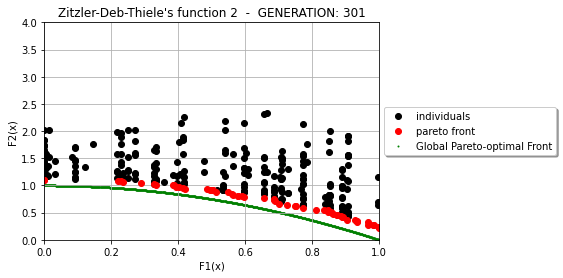 Zitzler-Deb-Thiele's function 2 - GENERATION: 301
4.0
3.5
3.0
2.5
2.0
1.5
1.0
0.5
0.0
F2(x)
0.0 0.2 0.4 0.6 0.8 1.0
F1(x)
individuals
pareto front
Global Pareto-optimal Front